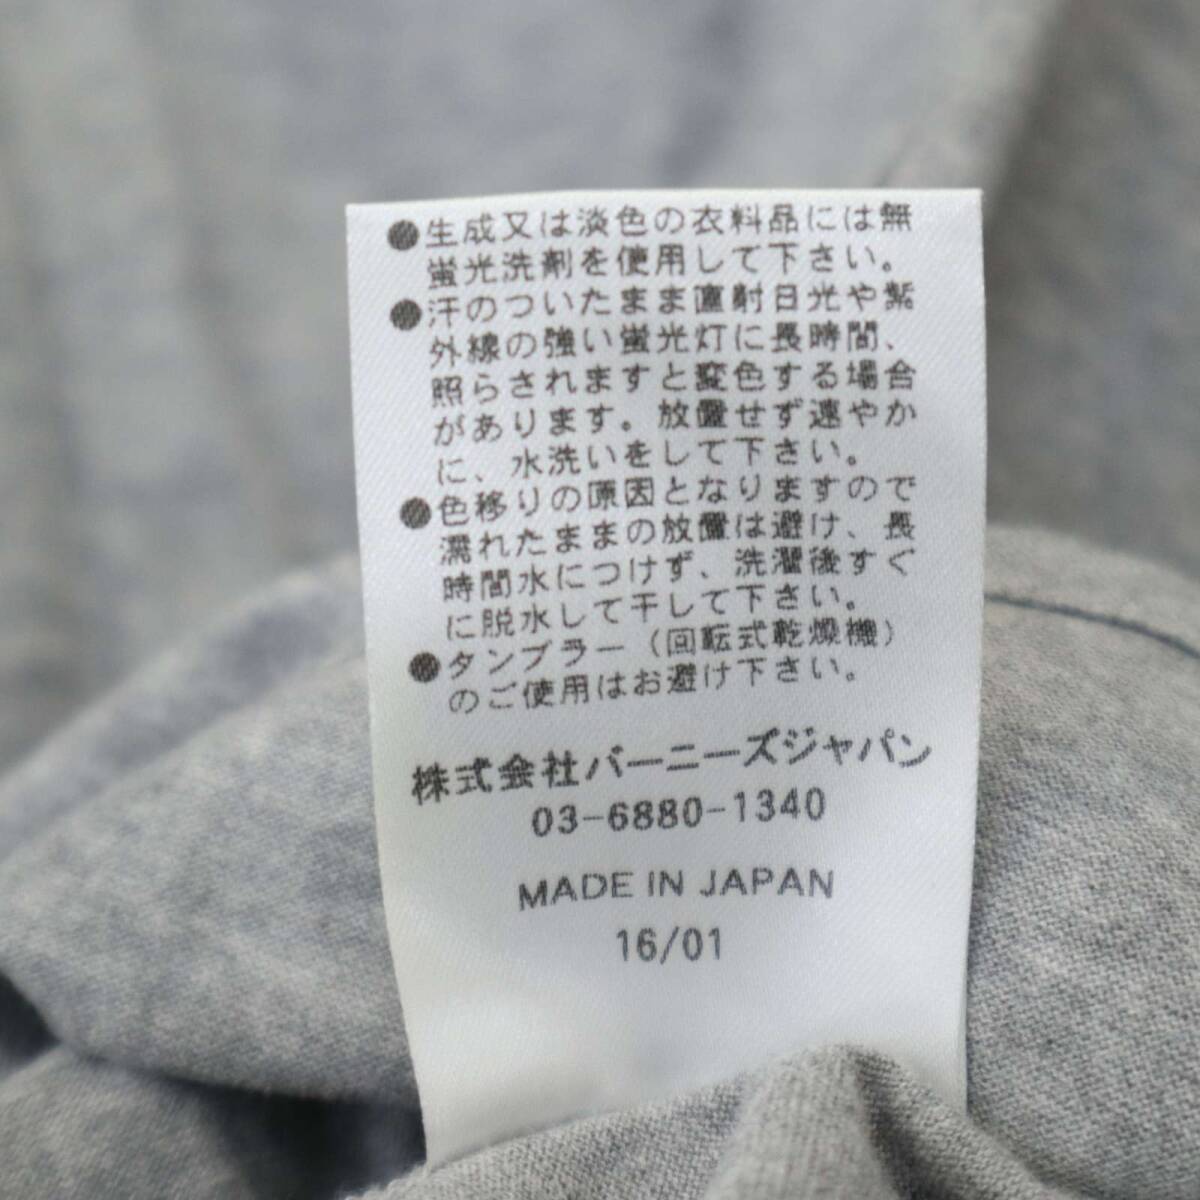 ●生成又は淡色の衣料品には無
蛍光洗剤を使用して下さい。
●汗のついたまま直射日光や紫
外線の強い蛍光灯に長時間、
照らされますと変色する場合
があります。放置せず速やか
に、水洗いをして下さい。
●色移りの原因となりますので
濡れたままの放置は避け、長
時間水につけず、洗濯後すぐ
に脱水して干して下さい。
●タンブラー（回転式乾燥機）
のご使用はお避け下さい。
株式会社バーニーズジャパン
03-6880-1340
MADE IN JAPAN
16/01